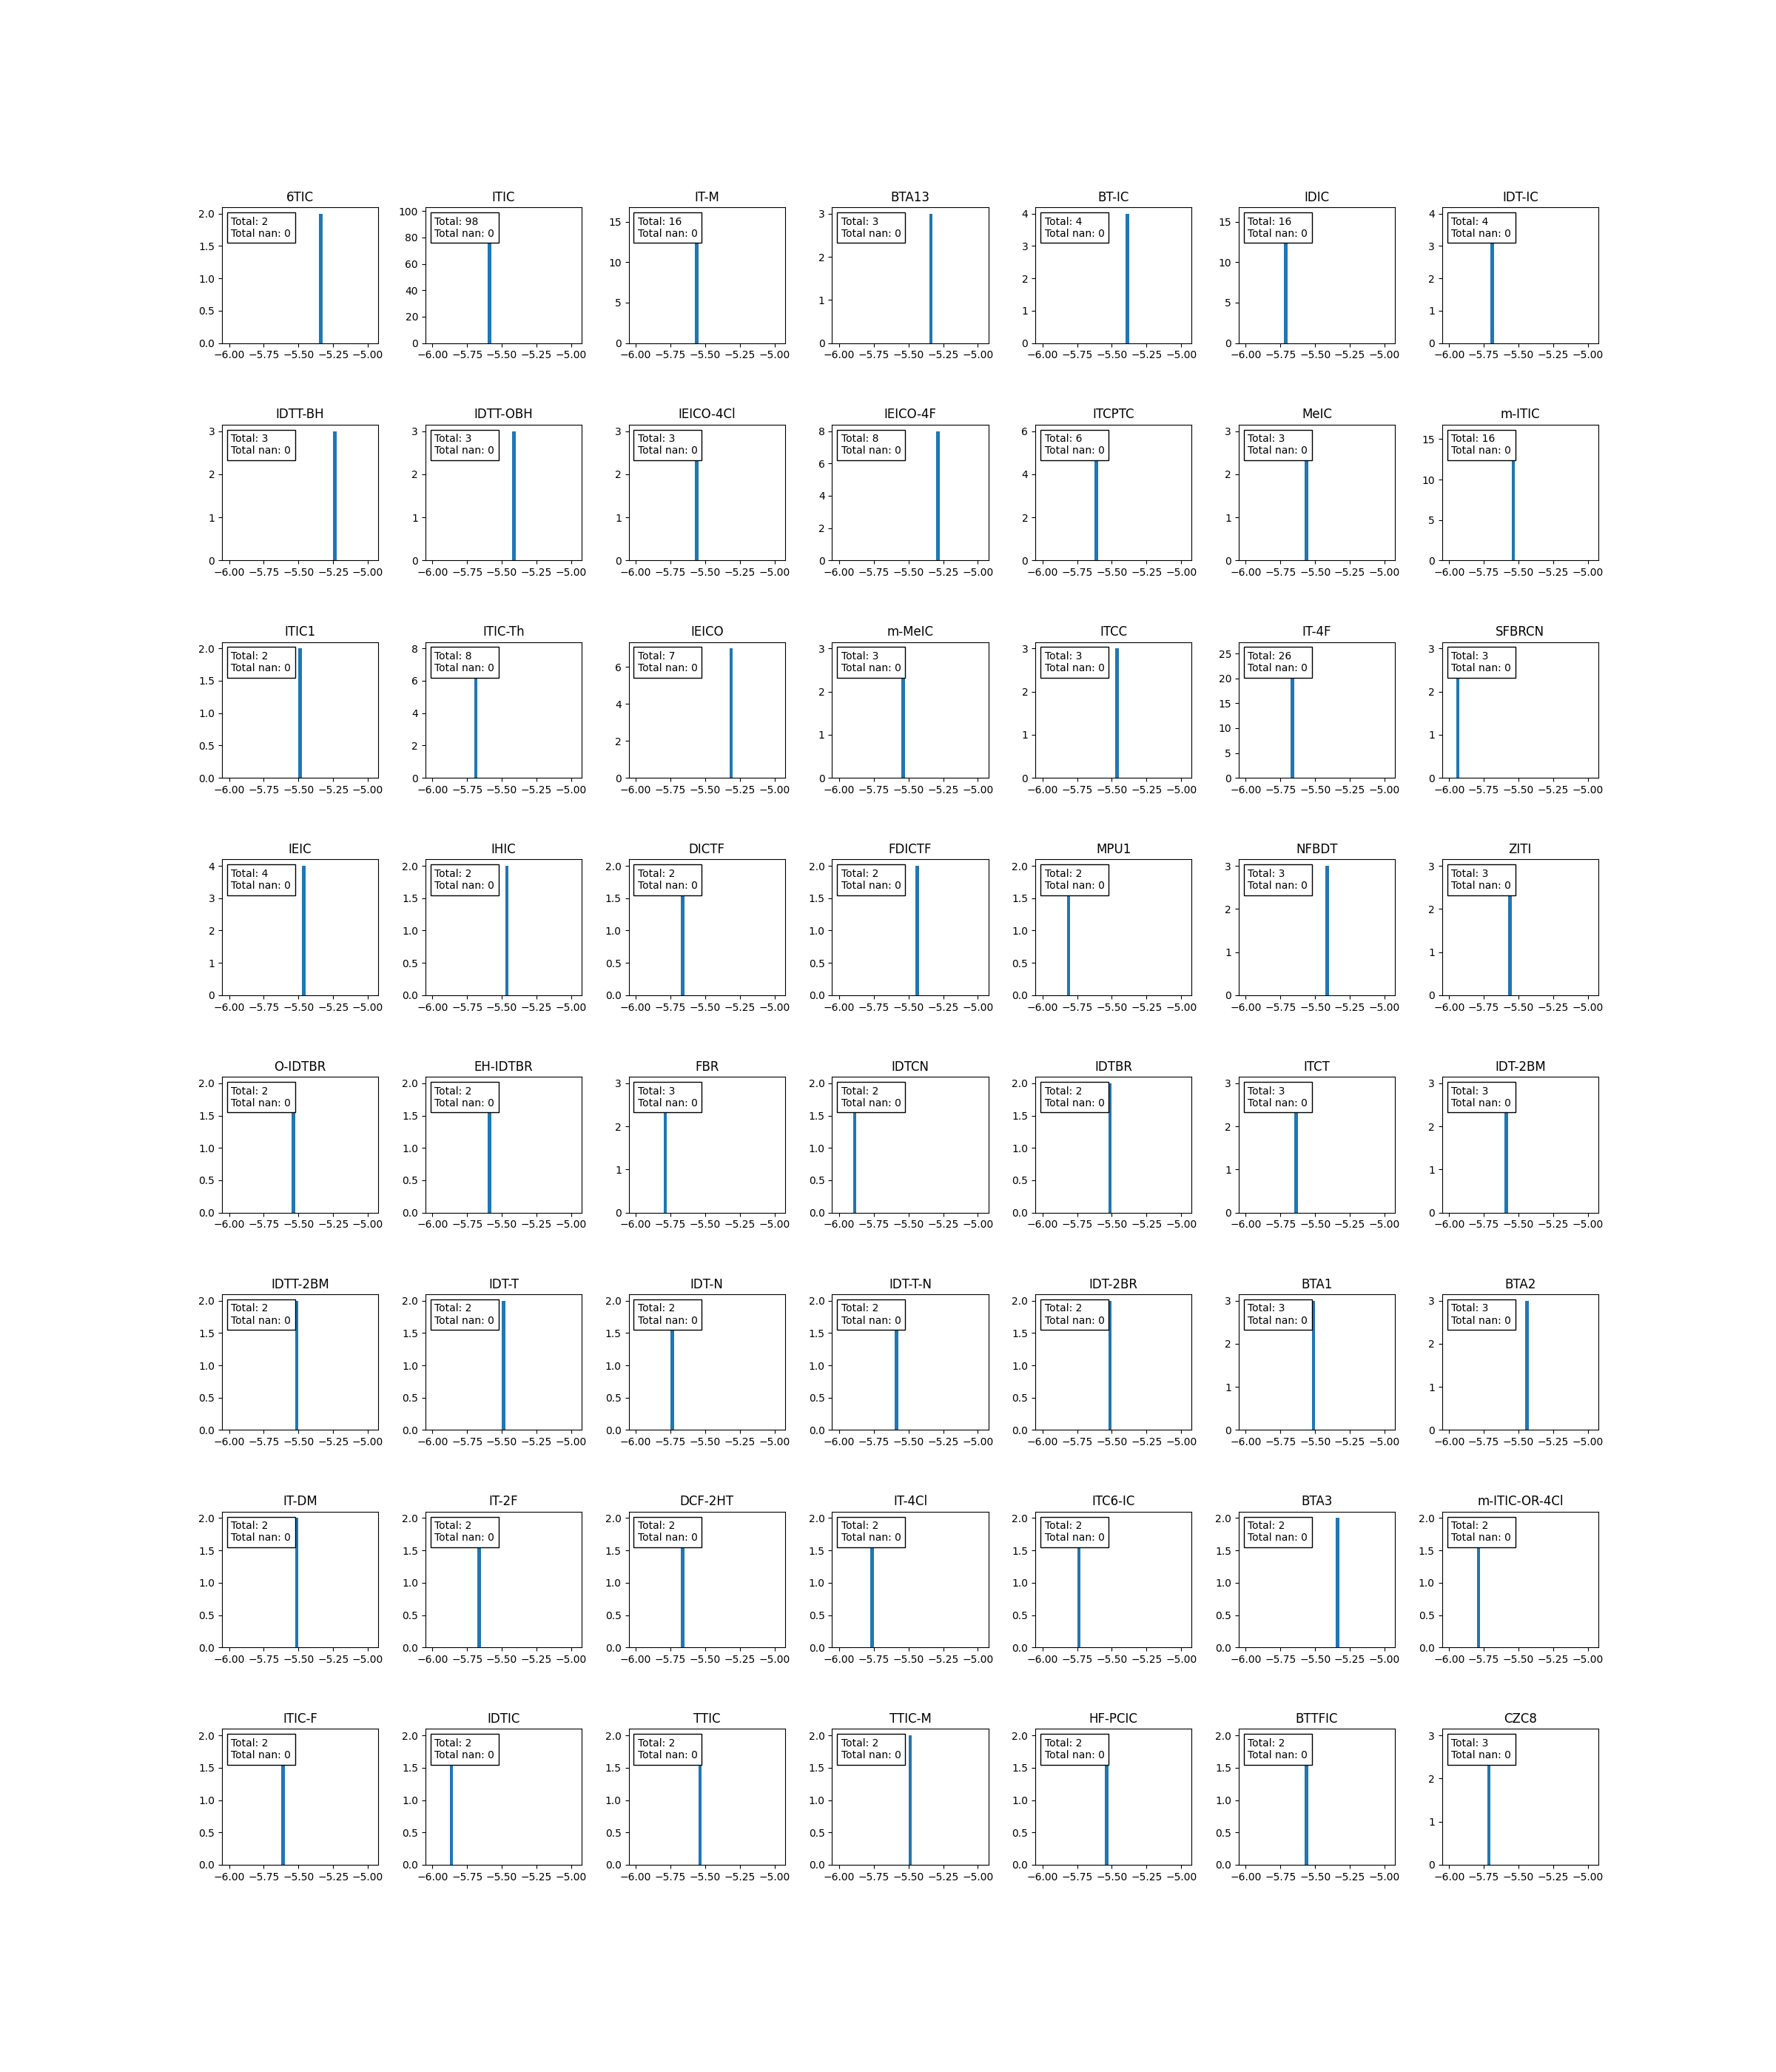 6TIC
Total: 2
Total nan: 0
2.0
1.5
1.0
0.5
0.0
−6.00 −5.75 −5.50 −5.25 −5.00
ITIC
Total: 98
Total nan: 0
100
80
60
40
20
0
−6.00 −5.75 −5.50 −5.25 −5.00
IT-M
Total: 16
Total nan: 0
15
10
5
0
−6.00 −5.75 −5.50 −5.25 −5.00
BTA13
Total: 3
Total nan: 0
3
2
1
0
−6.00 −5.75 −5.50 −5.25 −5.00
BT-IC
Total: 4
Total nan: 0
4
3
2
1
0
−6.00 −5.75 −5.50 −5.25 −5.00
IDIC
Total: 16
Total nan: 0
15
10
5
0
−6.00 −5.75 −5.50 −5.25 −5.00
IDT-IC
Total: 4
Total nan: 0
4
3
2
1
0
−6.00 −5.75 −5.50 −5.25 −5.00
IDTT-BH
Total: 3
Total nan: 0
3
2
1
0
−6.00 −5.75 −5.50 −5.25 −5.00
IDTT-OBH
Total: 3
Total nan: 0
3
2
1
0
−6.00 −5.75 −5.50 −5.25 −5.00
IEICO-4Cl
Total: 3
Total nan: 0
3
2
1
0
−6.00 −5.75 −5.50 −5.25 −5.00
IEICO-4F
Total: 8
Total nan: 0
8
6
4
2
0
−6.00 −5.75 −5.50 −5.25 −5.00
ITCPTC
Total: 6
Total nan: 0
6
4
2
0
−6.00 −5.75 −5.50 −5.25 −5.00
MeIC
Total: 3
Total nan: 0
3
2
1
0
−6.00 −5.75 −5.50 −5.25 −5.00
m-ITIC
Total: 16
Total nan: 0
15
10
5
0
−6.00 −5.75 −5.50 −5.25 −5.00
ITIC1
Total: 2
Total nan: 0
2.0
1.5
1.0
0.5
0.0
−6.00 −5.75 −5.50 −5.25 −5.00
ITIC-Th
Total: 8
Total nan: 0
8
6
4
2
0
−6.00 −5.75 −5.50 −5.25 −5.00
IEICO
Total: 7
Total nan: 0
6
4
2
0
−6.00 −5.75 −5.50 −5.25 −5.00
m-MeIC
Total: 3
Total nan: 0
3
2
1
0
−6.00 −5.75 −5.50 −5.25 −5.00
ITCC
Total: 3
Total nan: 0
3
2
1
0
−6.00 −5.75 −5.50 −5.25 −5.00
IT-4F
Total: 26
Total nan: 0
25
20
15
10
5
0
−6.00 −5.75 −5.50 −5.25 −5.00
SFBRCN
Total: 3
Total nan: 0
3
2
1
0
−6.00 −5.75 −5.50 −5.25 −5.00
IEIC
Total: 4
Total nan: 0
4
3
2
1
0
−6.00 −5.75 −5.50 −5.25 −5.00
IHIC
Total: 2
Total nan: 0
2.0
1.5
1.0
0.5
0.0
−6.00 −5.75 −5.50 −5.25 −5.00
DICTF
Total: 2
Total nan: 0
2.0
1.5
1.0
0.5
0.0
−6.00 −5.75 −5.50 −5.25 −5.00
FDICTF
Total: 2
Total nan: 0
2.0
1.5
1.0
0.5
0.0
−6.00 −5.75 −5.50 −5.25 −5.00
MPU1
Total: 2
Total nan: 0
2.0
1.5
1.0
0.5
0.0
−6.00 −5.75 −5.50 −5.25 −5.00
NFBDT
Total: 3
Total nan: 0
3
2
1
0
−6.00 −5.75 −5.50 −5.25 −5.00
ZITI
Total: 3
Total nan: 0
3
2
1
0
−6.00 −5.75 −5.50 −5.25 −5.00
O-IDTBR
Total: 2
Total nan: 0
2.0
1.5
1.0
0.5
0.0
−6.00 −5.75 −5.50 −5.25 −5.00
EH-IDTBR
Total: 2
Total nan: 0
2.0
1.5
1.0
0.5
0.0
−6.00 −5.75 −5.50 −5.25 −5.00
FBR
Total: 3
Total nan: 0
3
2
1
0
−6.00 −5.75 −5.50 −5.25 −5.00
IDTCN
Total: 2
Total nan: 0
2.0
1.5
1.0
0.5
0.0
−6.00 −5.75 −5.50 −5.25 −5.00
IDTBR
Total: 2
Total nan: 0
2.0
1.5
1.0
0.5
0.0
−6.00 −5.75 −5.50 −5.25 −5.00
ITCT
Total: 3
Total nan: 0
3
2
1
0
−6.00 −5.75 −5.50 −5.25 −5.00
IDT-2BM
Total: 3
Total nan: 0
3
2
1
0
−6.00 −5.75 −5.50 −5.25 −5.00
IDTT-2BM
Total: 2
Total nan: 0
2.0
1.5
1.0
0.5
0.0
−6.00 −5.75 −5.50 −5.25 −5.00
IDT-T
Total: 2
Total nan: 0
2.0
1.5
1.0
0.5
0.0
−6.00 −5.75 −5.50 −5.25 −5.00
IDT-N
Total: 2
Total nan: 0
2.0
1.5
1.0
0.5
0.0
−6.00 −5.75 −5.50 −5.25 −5.00
IDT-T-N
Total: 2
Total nan: 0
2.0
1.5
1.0
0.5
0.0
−6.00 −5.75 −5.50 −5.25 −5.00
IDT-2BR
Total: 2
Total nan: 0
2.0
1.5
1.0
0.5
0.0
−6.00 −5.75 −5.50 −5.25 −5.00
BTA1
Total: 3
Total nan: 0
3
2
1
0
−6.00 −5.75 −5.50 −5.25 −5.00
BTA2
Total: 3
Total nan: 0
3
2
1
0
−6.00 −5.75 −5.50 −5.25 −5.00
IT-DM
Total: 2
Total nan: 0
2.0
1.5
1.0
0.5
0.0
−6.00 −5.75 −5.50 −5.25 −5.00
IT-2F
Total: 2
Total nan: 0
2.0
1.5
1.0
0.5
0.0
−6.00 −5.75 −5.50 −5.25 −5.00
DCF-2HT
Total: 2
Total nan: 0
2.0
1.5
1.0
0.5
0.0
−6.00 −5.75 −5.50 −5.25 −5.00
IT-4Cl
Total: 2
Total nan: 0
2.0
1.5
1.0
0.5
0.0
−6.00 −5.75 −5.50 −5.25 −5.00
ITC6-IC
Total: 2
Total nan: 0
2.0
1.5
1.0
0.5
0.0
−6.00 −5.75 −5.50 −5.25 −5.00
BTA3
Total: 2
Total nan: 0
2.0
1.5
1.0
0.5
0.0
−6.00 −5.75 −5.50 −5.25 −5.00
m-ITIC-OR-4Cl
Total: 2
Total nan: 0
2.0
1.5
1.0
0.5
0.0
−6.00 −5.75 −5.50 −5.25 −5.00
ITIC-F
Total: 2
Total nan: 0
2.0
1.5
1.0
0.5
0.0
−6.00 −5.75 −5.50 −5.25 −5.00
IDTIC
Total: 2
Total nan: 0
2.0
1.5
1.0
0.5
0.0
−6.00 −5.75 −5.50 −5.25 −5.00
TTIC
Total: 2
Total nan: 0
2.0
1.5
1.0
0.5
0.0
−6.00 −5.75 −5.50 −5.25 −5.00
TTIC-M
Total: 2
Total nan: 0
2.0
1.5
1.0
0.5
0.0
−6.00 −5.75 −5.50 −5.25 −5.00
HF-PCIC
Total: 2
Total nan: 0
2.0
1.5
1.0
0.5
0.0
−6.00 −5.75 −5.50 −5.25 −5.00
BTTFIC
Total: 2
Total nan: 0
2.0
1.5
1.0
0.5
0.0
−6.00 −5.75 −5.50 −5.25 −5.00
CZC8
Total: 3
Total nan: 0
3
2
1
0
−6.00 −5.75 −5.50 −5.25 −5.00